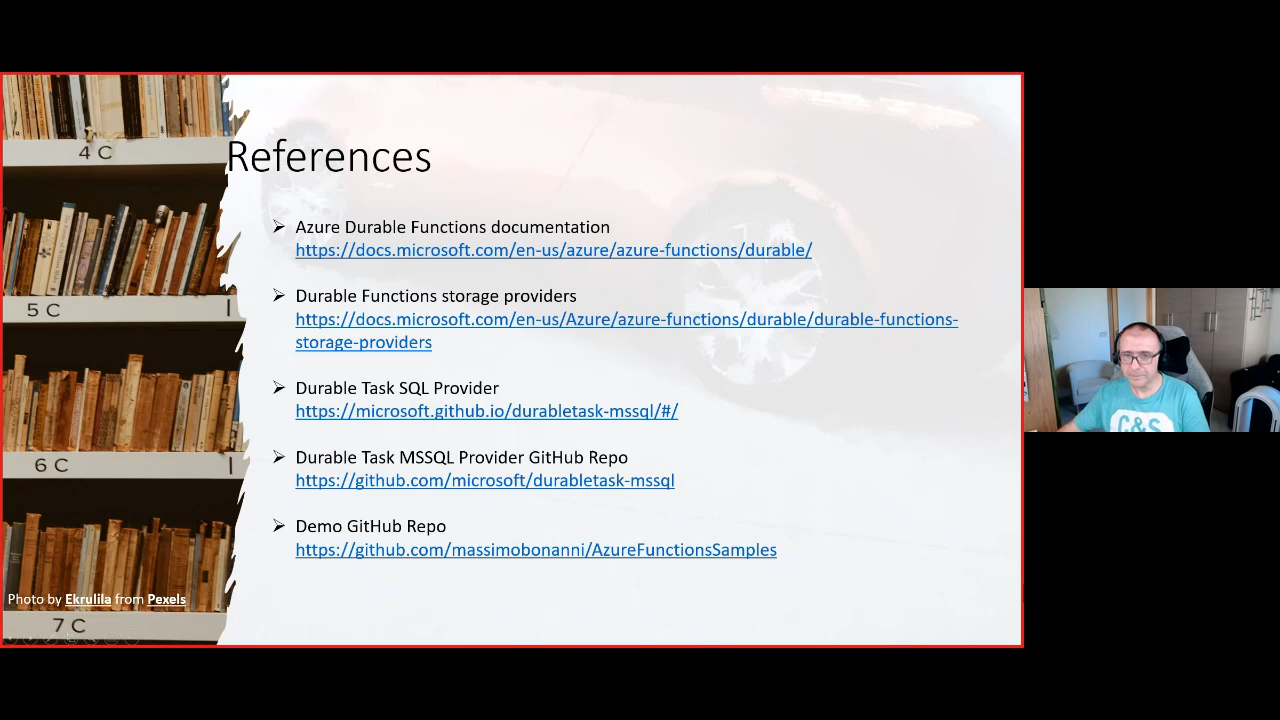 References
Azure Durable Functions documentation
https://docs.microsoft.com/en-us/azure/azure-functions/durable/
Durable Functions storage providers
https://docs.microsoft.com/en-us/Azure/azure-functions/durable/durable-functions-
storage-providers
Durable Task SQL Provider
https://microsoft.github.io/durabletask-mssql/#/
Durable Task MSSQL Provider GitHub Repo
https://github.com/microsoft/durabletask-mssql
Demo GitHub Repo
https://github.com/massimobonanni/AzureFunctionsSamples
4 C
5 C
6 C
Photo by Ekrulila from Pexels
7 C
C&S